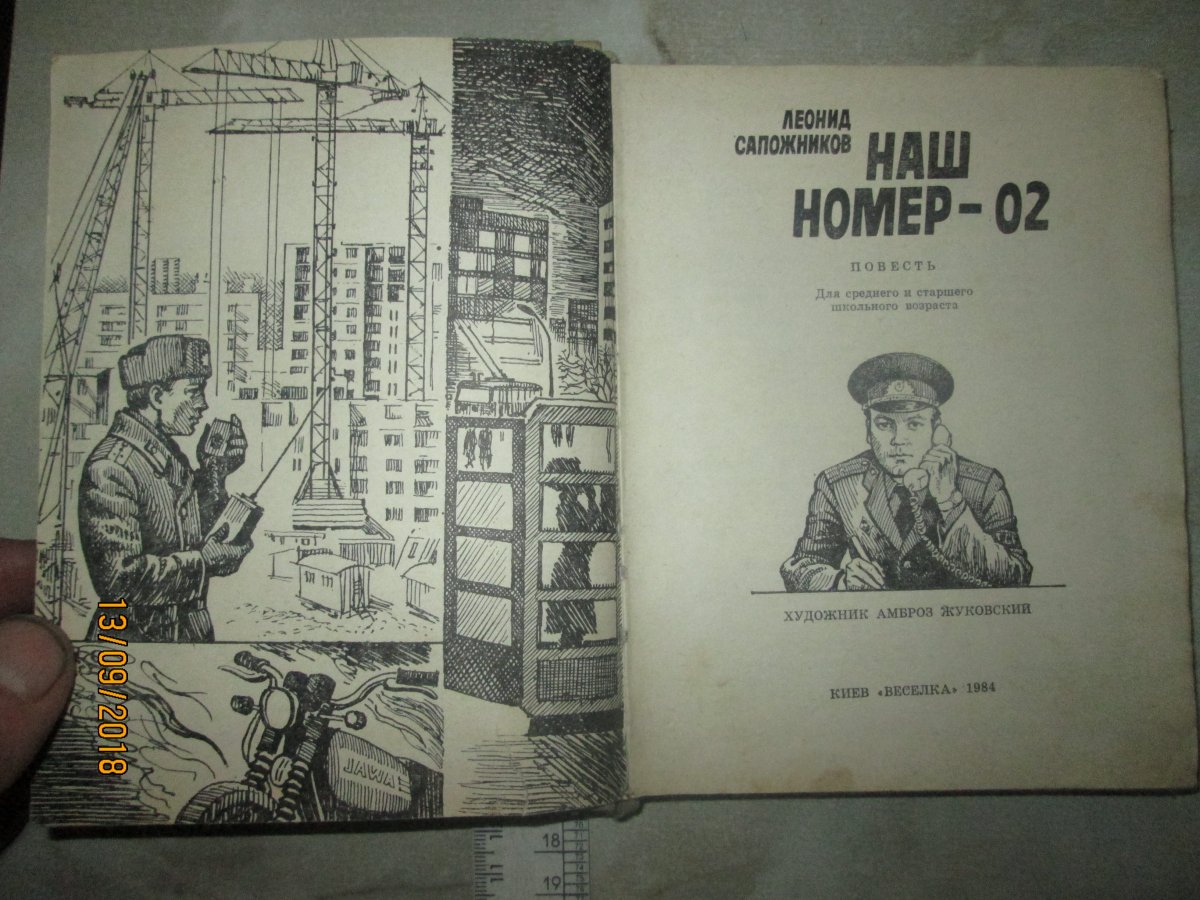 ЛЕОНИД
САПОЖНИКОВ
НАШ
НОМЕР – 02
ПОВЕСТЬ
Для среднего и старшего
школьного возраста
ХУДОЖНИК АМБРОЗ ЖУКОВСКИЙ
КИЕВ «ВЕСЕЛКА» 1984
JAWA
13/09/2018
18
19